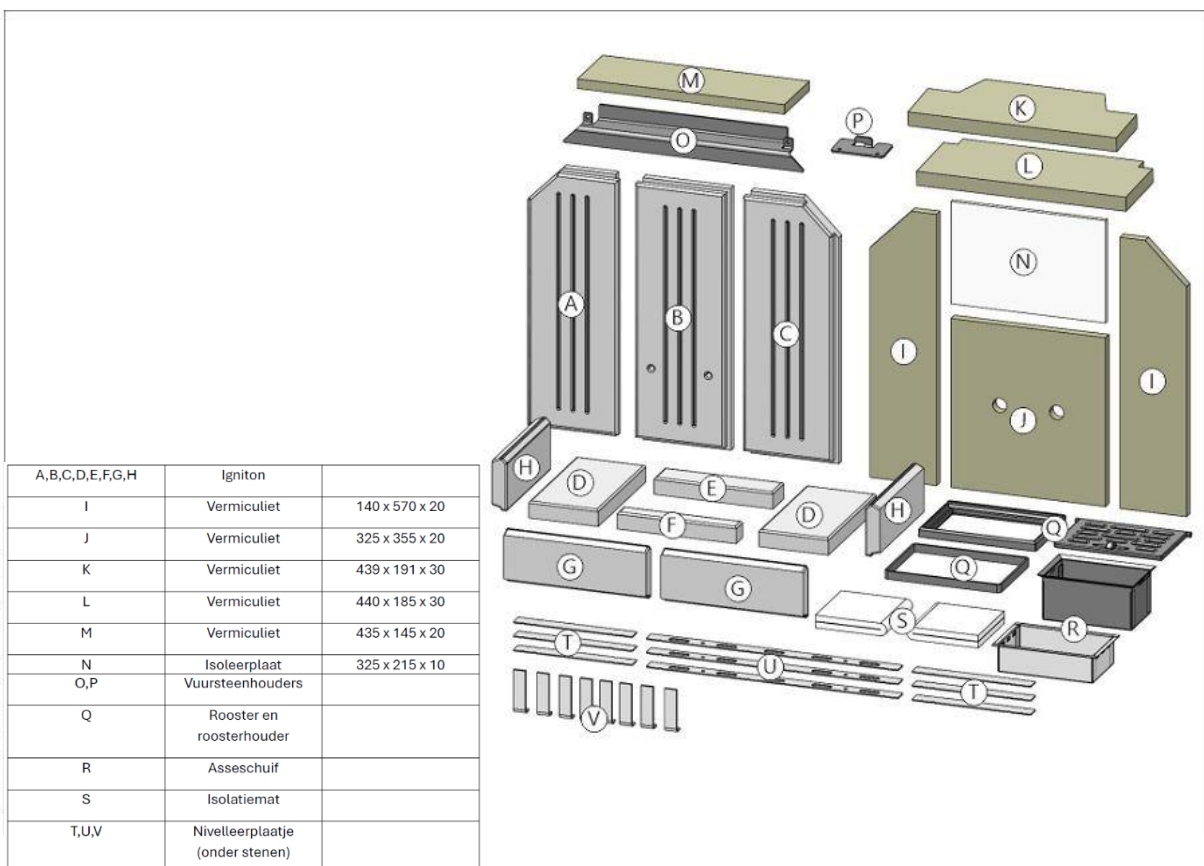 M
K
P
O
L
A
B
C
N
I
J
I
H
D
E
D
H
F
Q
Q
G
G
S
R
T
U
T
V
A,B,C,D,E,F,G,H Igniton
I Vermiculiet 140 x 570 x 20
J Vermiculiet 325 x 355 x 20
K Vermiculiet 439 x 191 x 30
L Vermiculiet 440 x 185 x 30
M Vermiculiet 435 x 145 x 20
N Isoleerplaat 325 x 215 x 10
O,P Vuursteenhouders
Q Rooster en
roosterhouder
R Asseschuif
S Isolatiemat
T,U,V Nivelleerplaatje
(onder stenen)